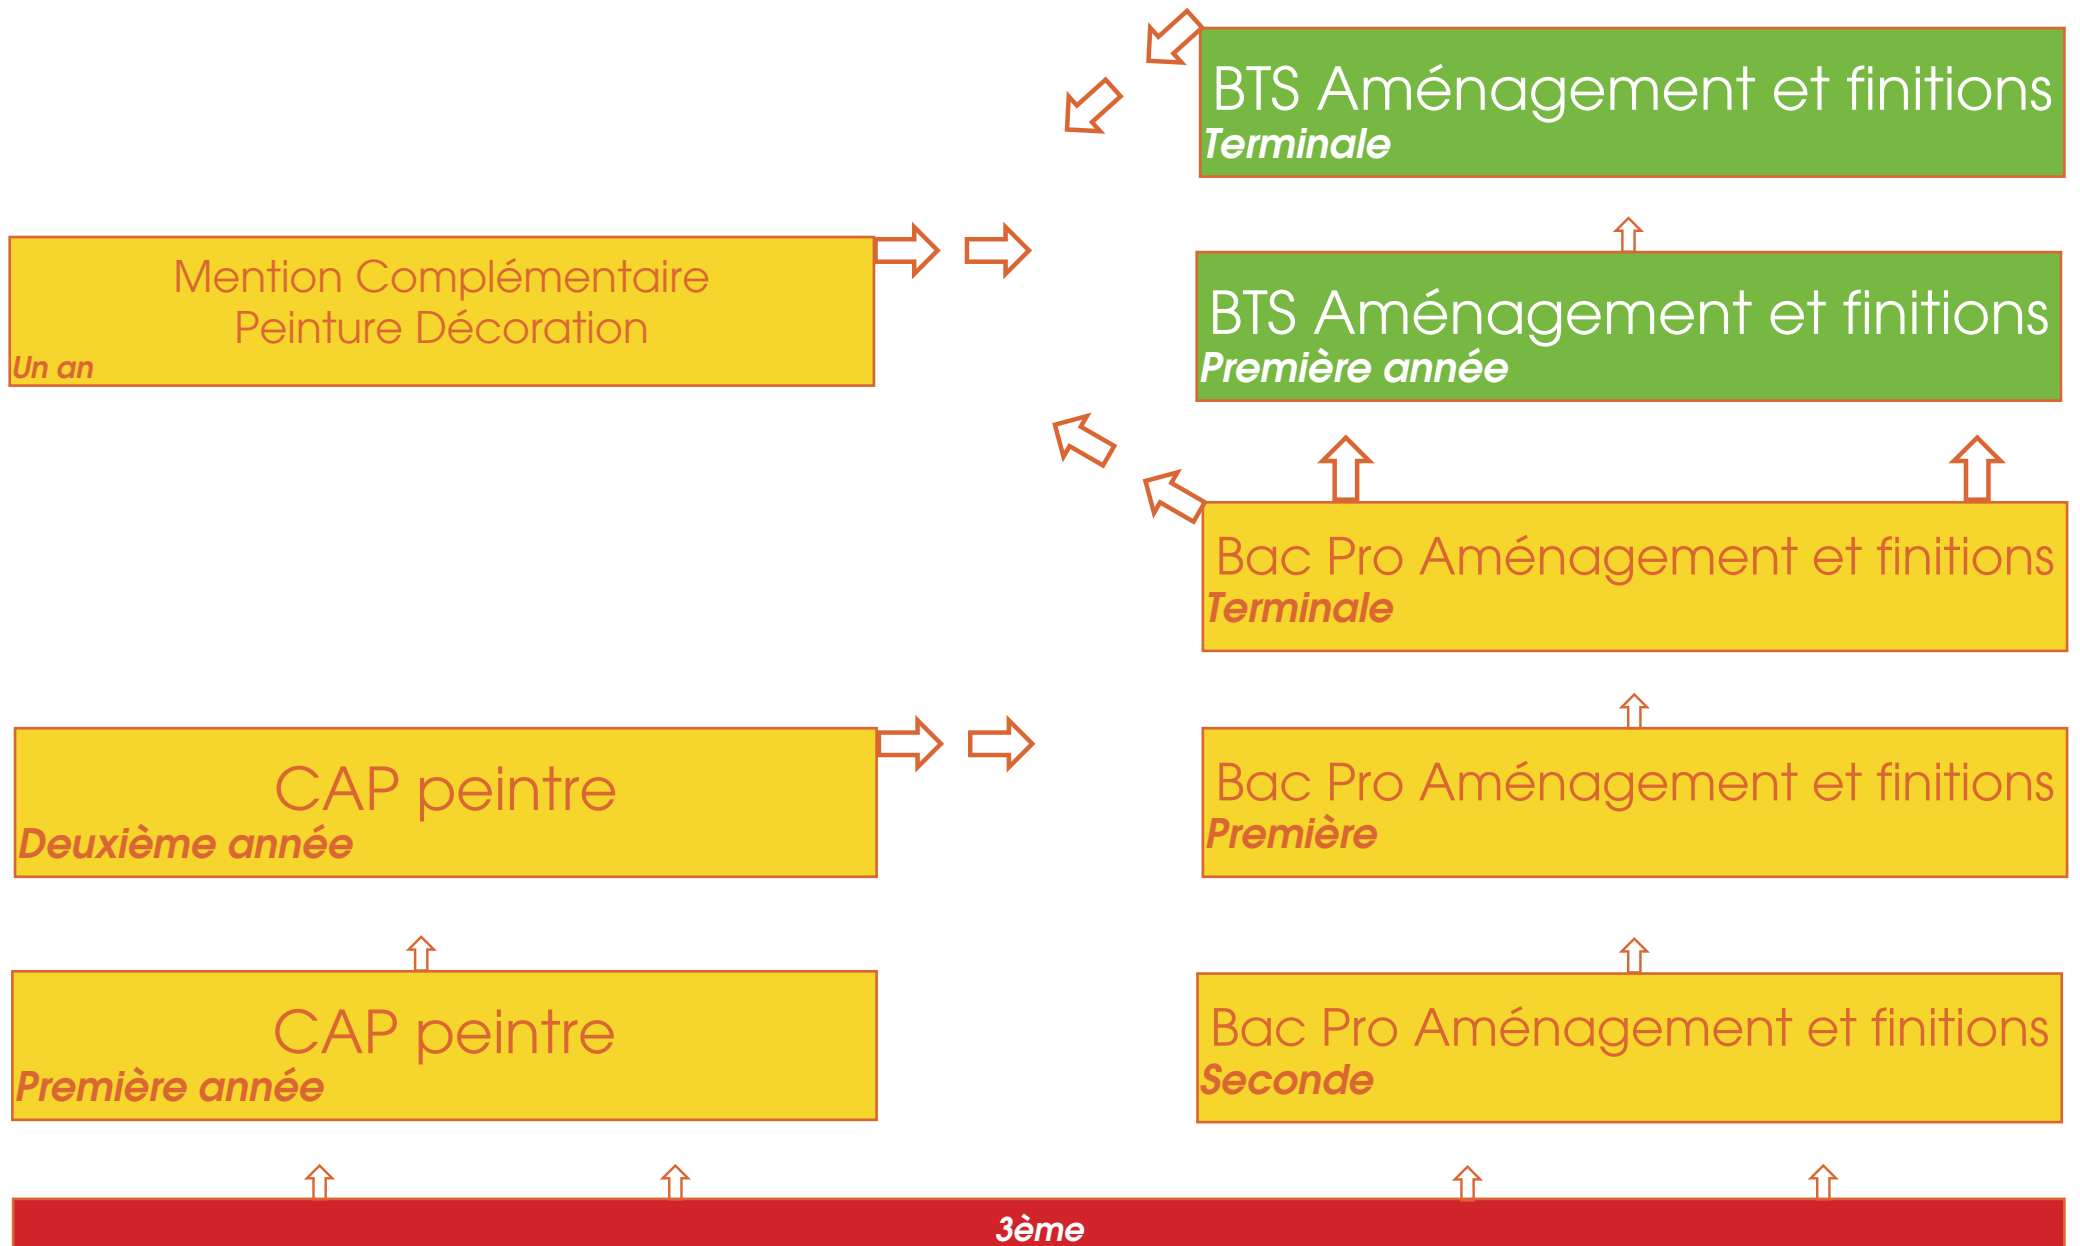 BTS Aménagement et finitions
Terminale
Mention Complémentaire
Peinture Décoration
Un an
BTS Aménagement et finitions
Première année
Bac Pro Aménagement et finitions
Terminale
CAP peintre
Deuxième année
Bac Pro Aménagement et finitions
Première
CAP peintre
Première année
Bac Pro Aménagement et finitions
Seconde
3ème